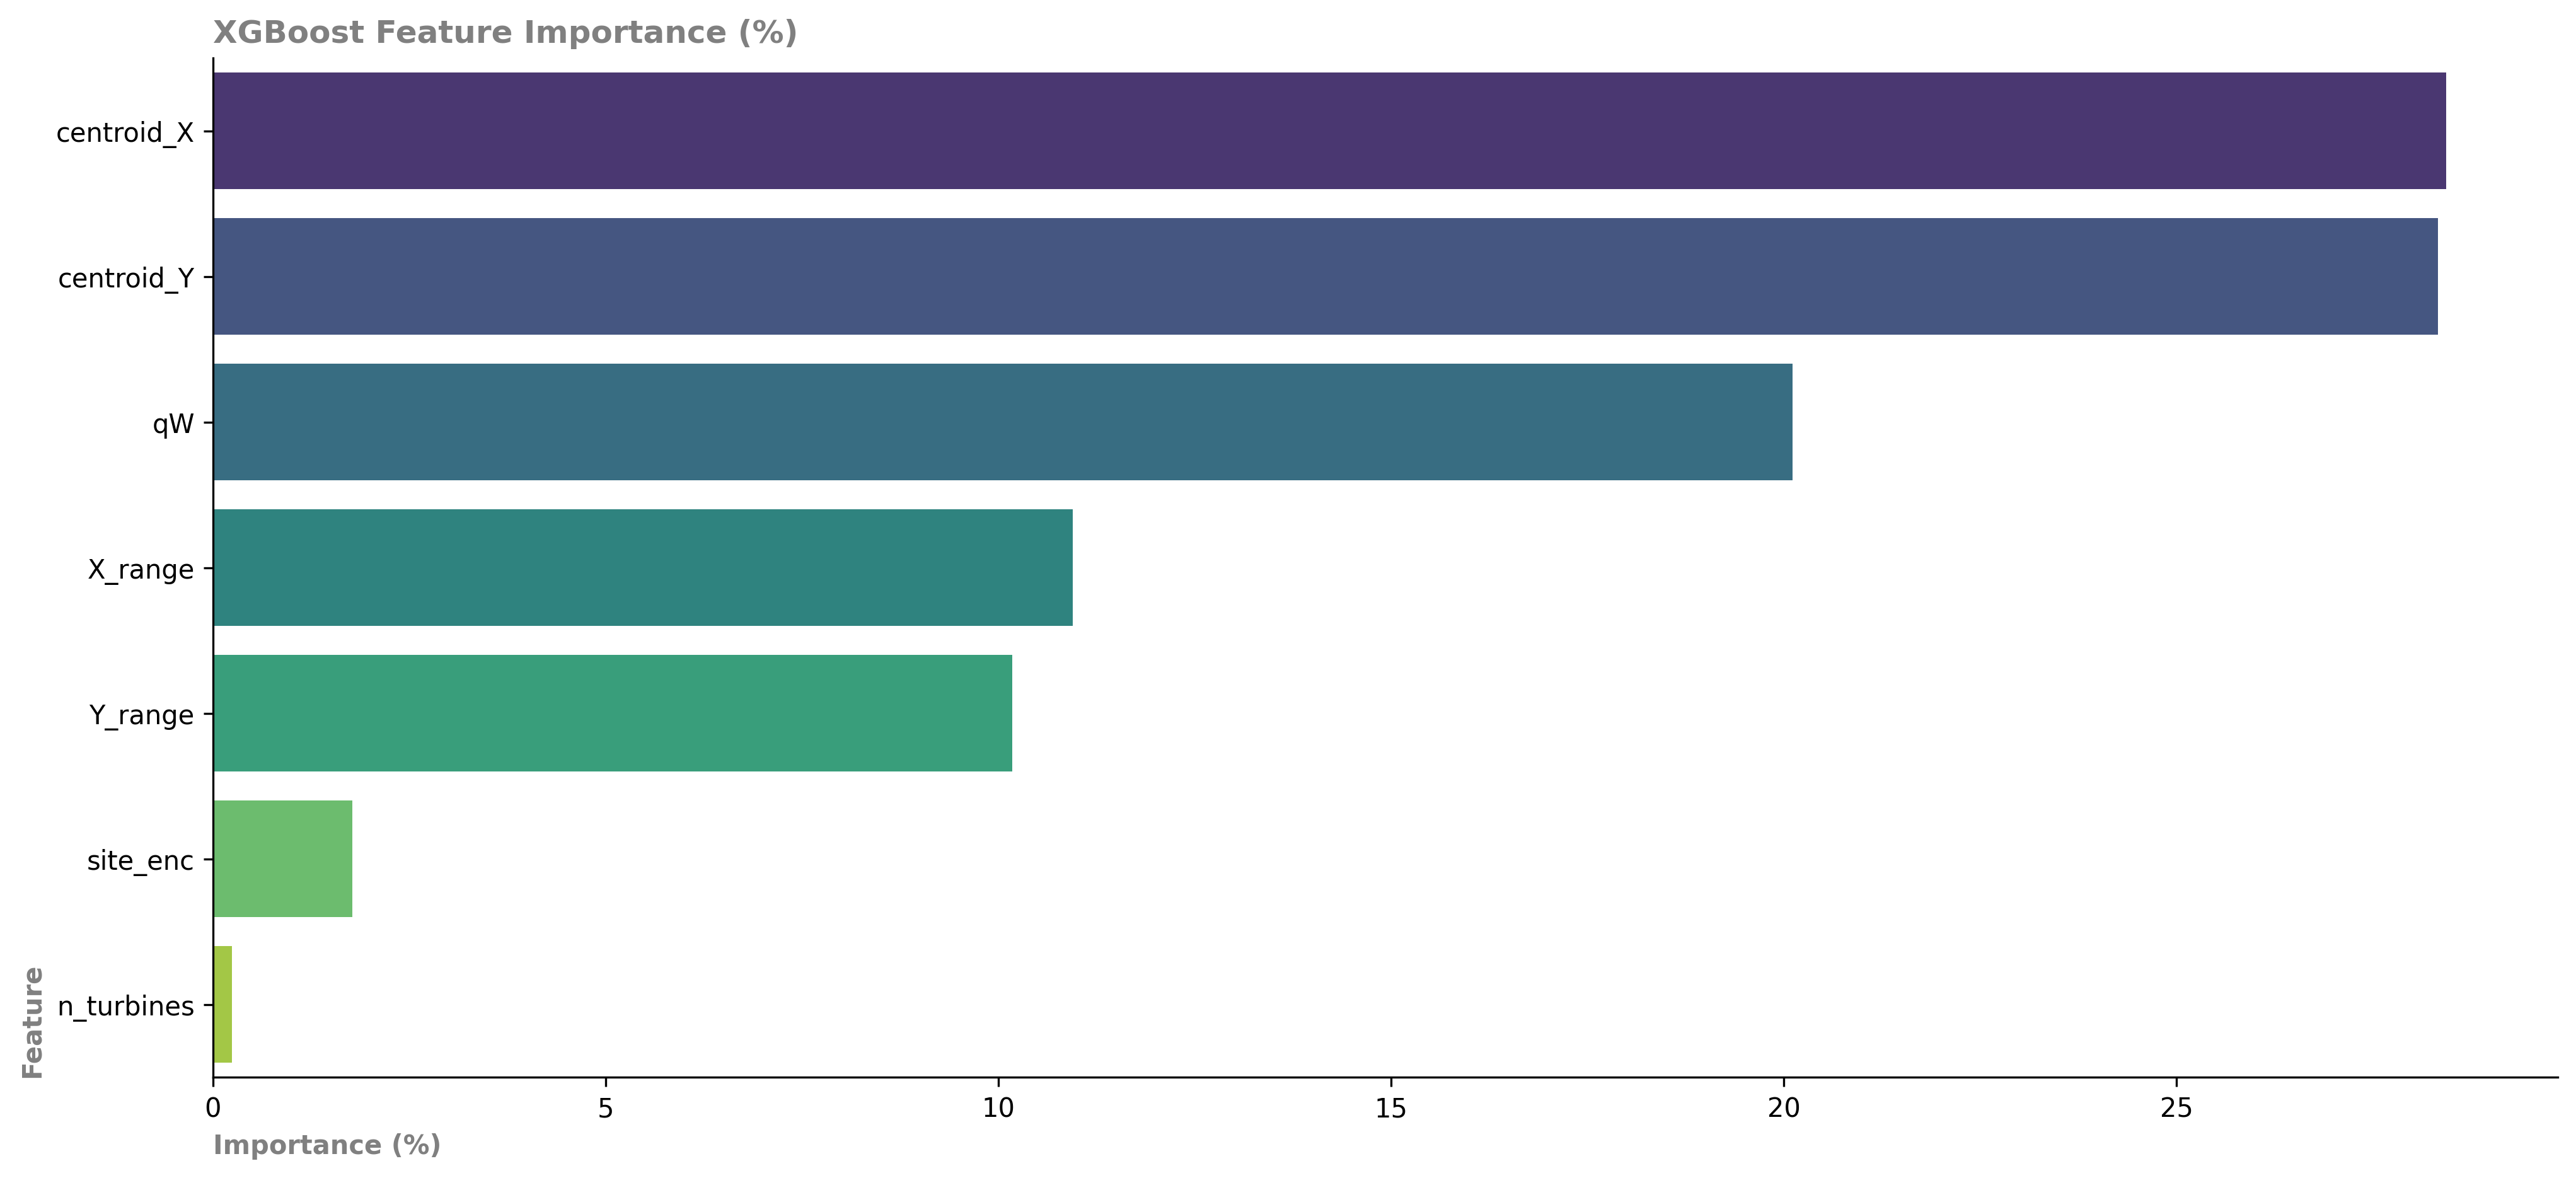 XGBoost Feature Importance (%)
centroid_X
centroid_Y
qW
X_range
Y_range
site_enc
n_turbines
Feature
0 5 10 15 20 25
Importance (%)